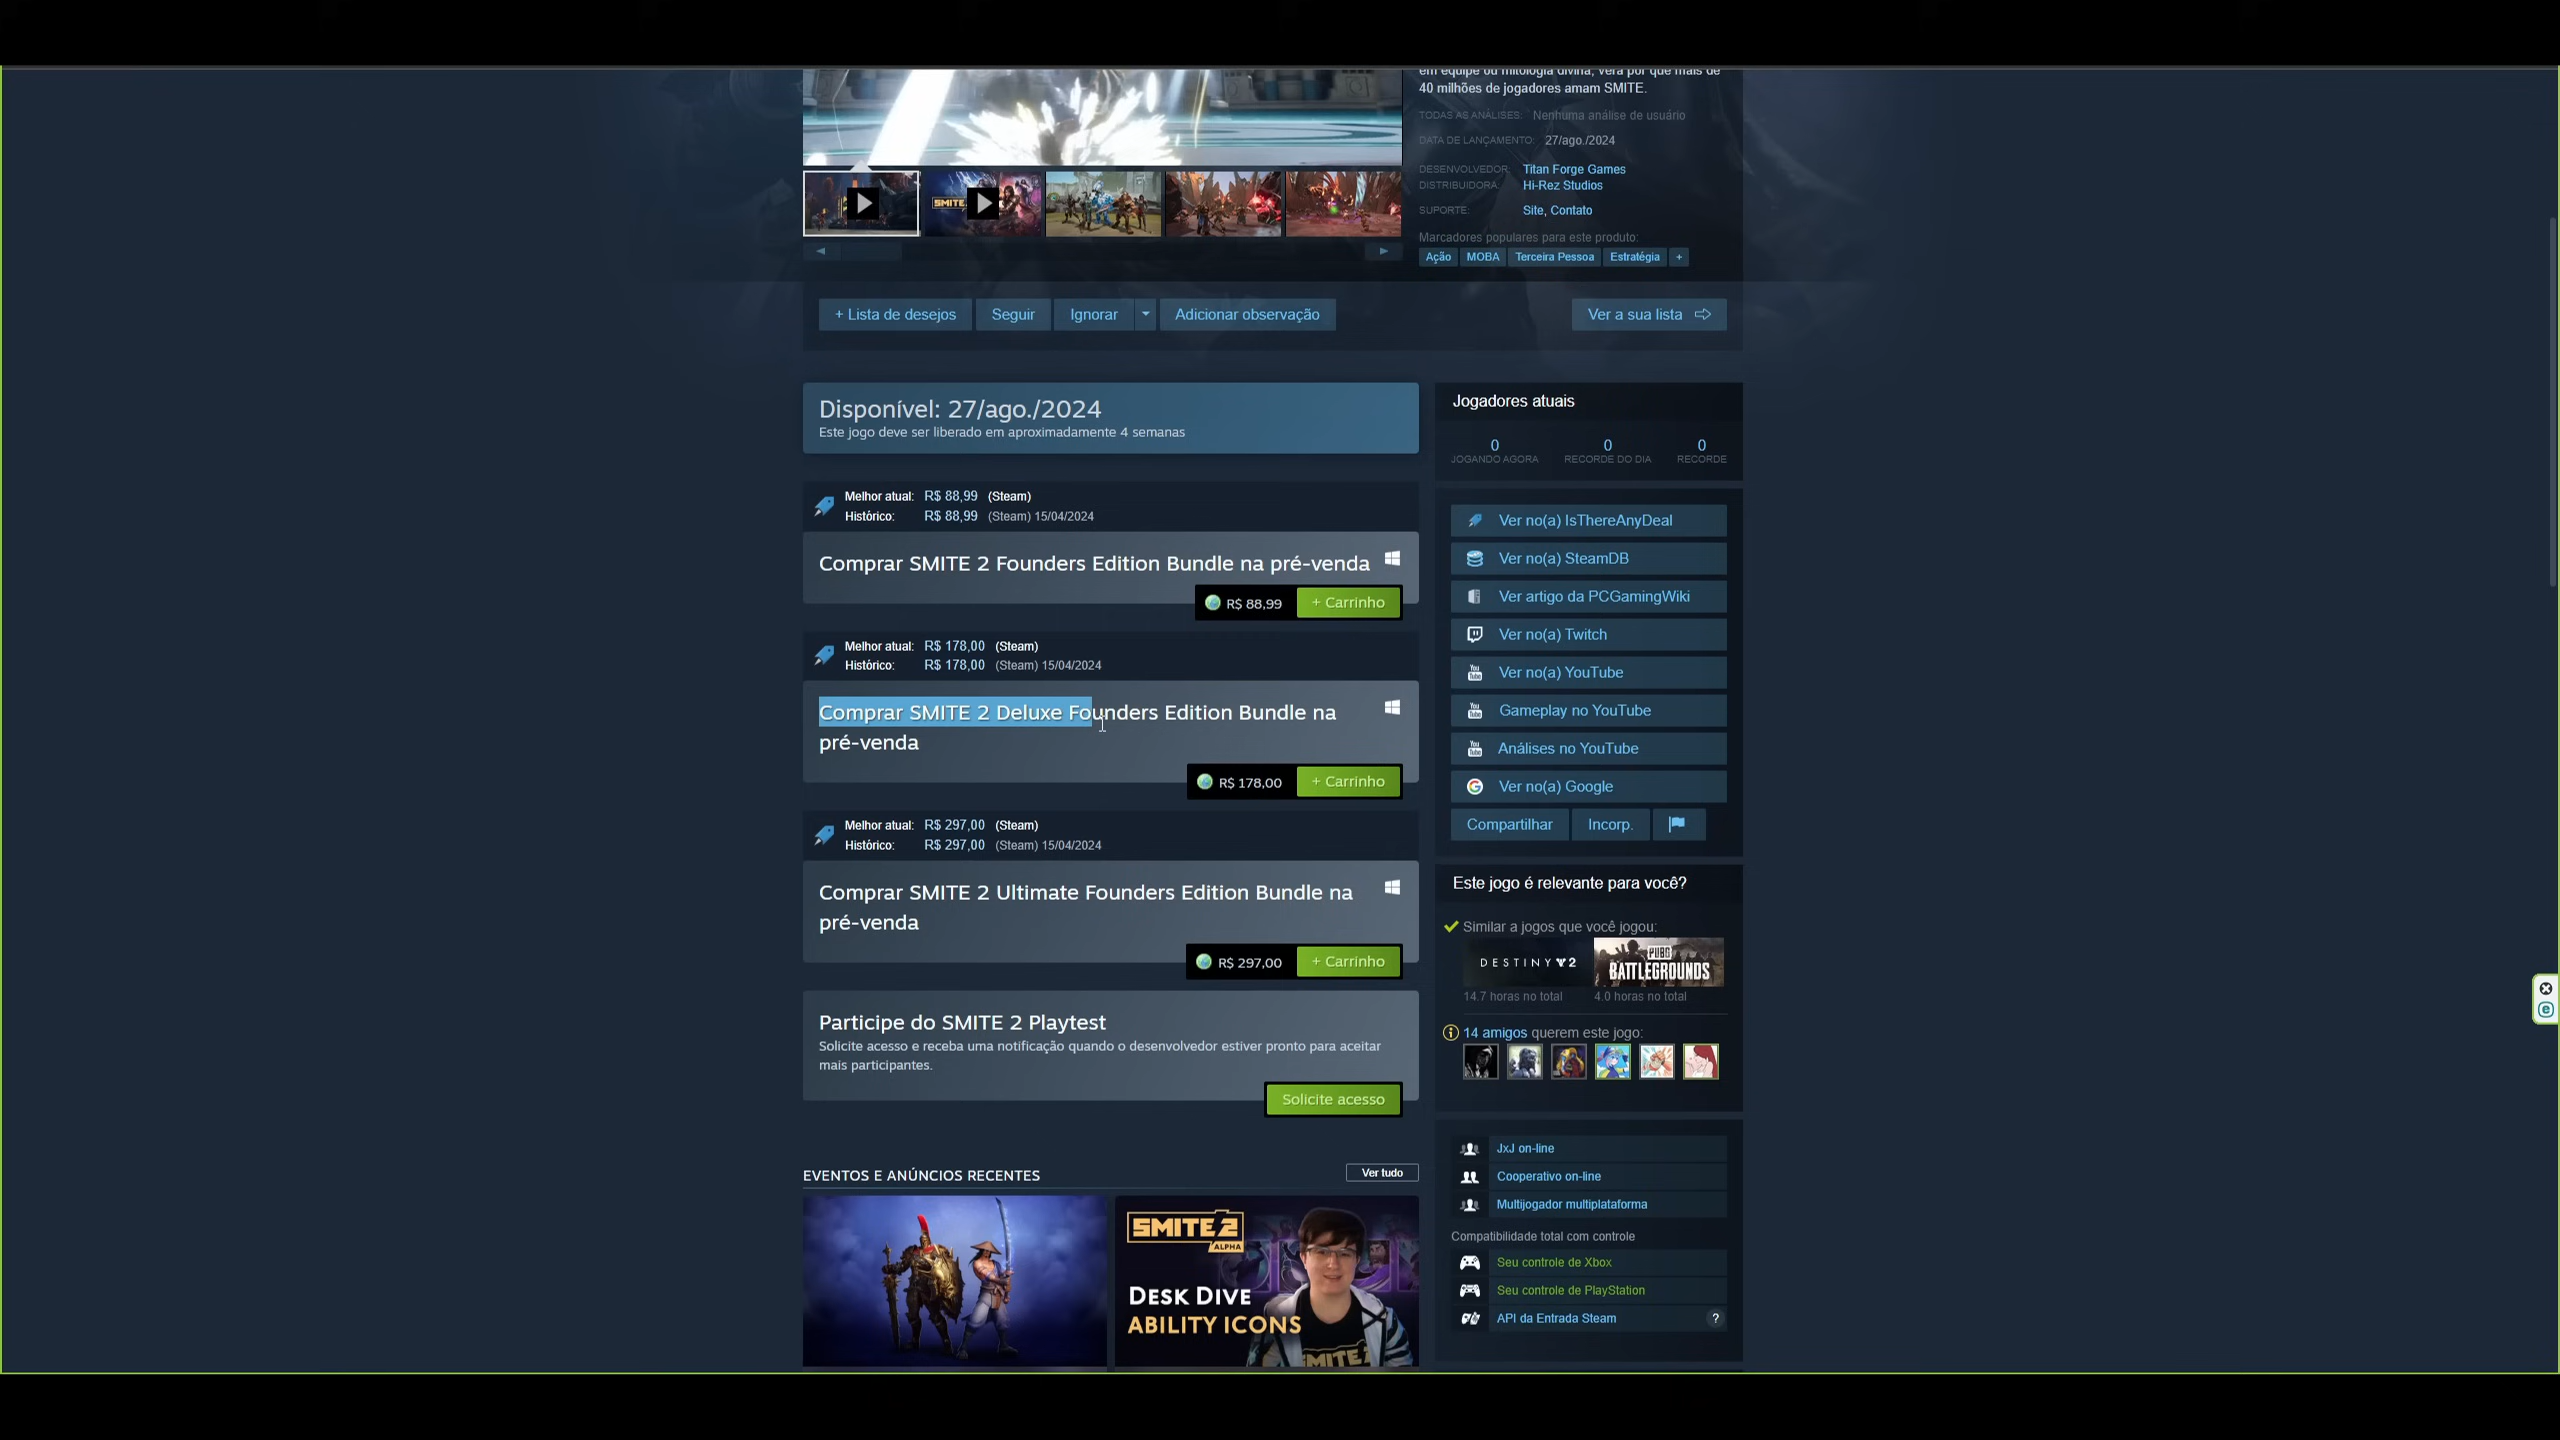 em equipe ou mitologia divina, verá por que mais de
40 milhões de jogadores amam SMITE.
TODAS AS ANÁLISES: Nenhuma análise de usuário
DATA DE LANÇAMENTO: 27/ago./2024
DESENVOLVEDOR: Titan Forge Games
DISTRIBUIDORA: Hi-Rez Studios
SUPORTE: Site, Contato
Marcadores populares para este produto:
Ação MOBA Terceira Pessoa Estratégia +
SMITE
+ Lista de desejos Seguir Ignorar Adicionar observação Ver a sua lista
Disponível: 27/ago./2024
Este jogo deve ser liberado em aproximadamente 4 semanas
Melhor atual: R$ 88,99 (Steam)
Histórico: R$ 88,99 (Steam) 15/04/2024
Comprar SMITE 2 Founders Edition Bundle na pré-venda
R$ 88,99 + Carrinho
Melhor atual: R$ 178,00 (Steam)
Histórico: R$ 178,00 (Steam) 15/04/2024
Comprar SMITE 2 Deluxe Founders Edition Bundle na
pré-venda
R$ 178,00 + Carrinho
Melhor atual: R$ 297,00 (Steam)
Histórico: R$ 297,00 (Steam) 15/04/2024
Comprar SMITE 2 Ultimate Founders Edition Bundle na
pré-venda
R$ 297,00 + Carrinho
Participe do SMITE 2 Playtest
Solicite acesso e receba uma notificação quando o desenvolvedor estiver pronto para aceitar
mais participantes.
Solicite acesso
EVENTOS E ANÚNCIOS RECENTES Ver tudo
SMITE 2
ALPHA
DESK DIVE
ABILITY ICONS
SMITE
Jogadores atuais
0 0 0
JOGANDO AGORA RECORDE DO DIA RECORDE
Ver no(a) IsThereAnyDeal
Ver no(a) SteamDB
Ver artigo da PCGamingWiki
Ver no(a) Twitch
You Tube Ver no(a) YouTube
You Tube Gameplay no YouTube
You Tube Análises no YouTube
G Ver no(a) Google
Compartilhar Incorp.
Este jogo é relevante para você?
Similar a jogos que você jogou:
DESTINY 2 PUBG BATTLEGROUNDS
14.7 horas no total 4.0 horas no total
14 amigos querem este jogo:
JxJ on-line
Cooperativo on-line
Multijogador multiplataforma
Compatibilidade total com controle
Seu controle de Xbox
Seu controle de PlayStation
API da Entrada Steam ?